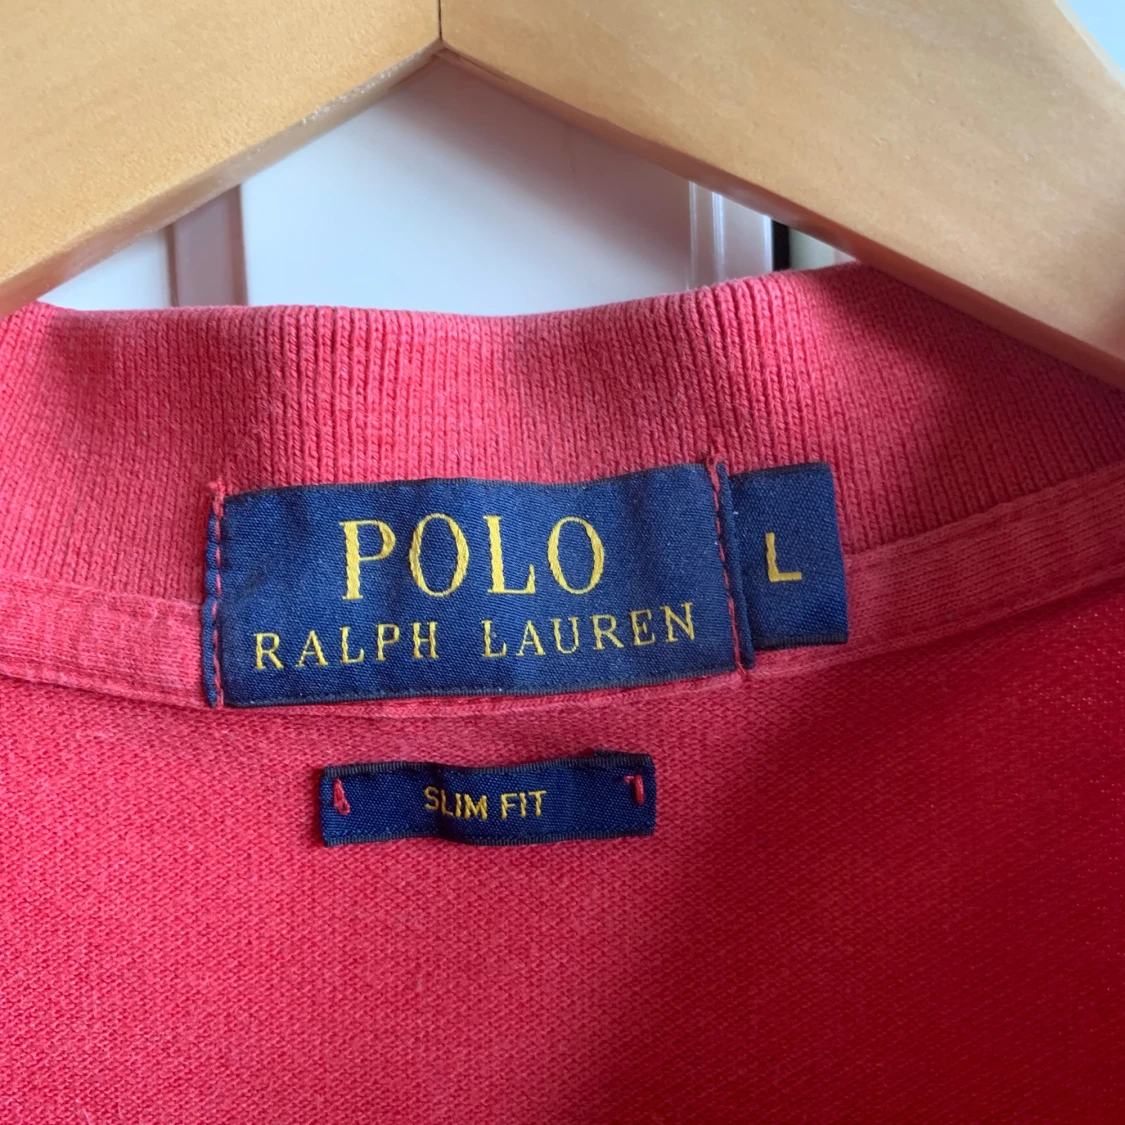 POLO
RALPH LAUREN
L
SLIM FIT